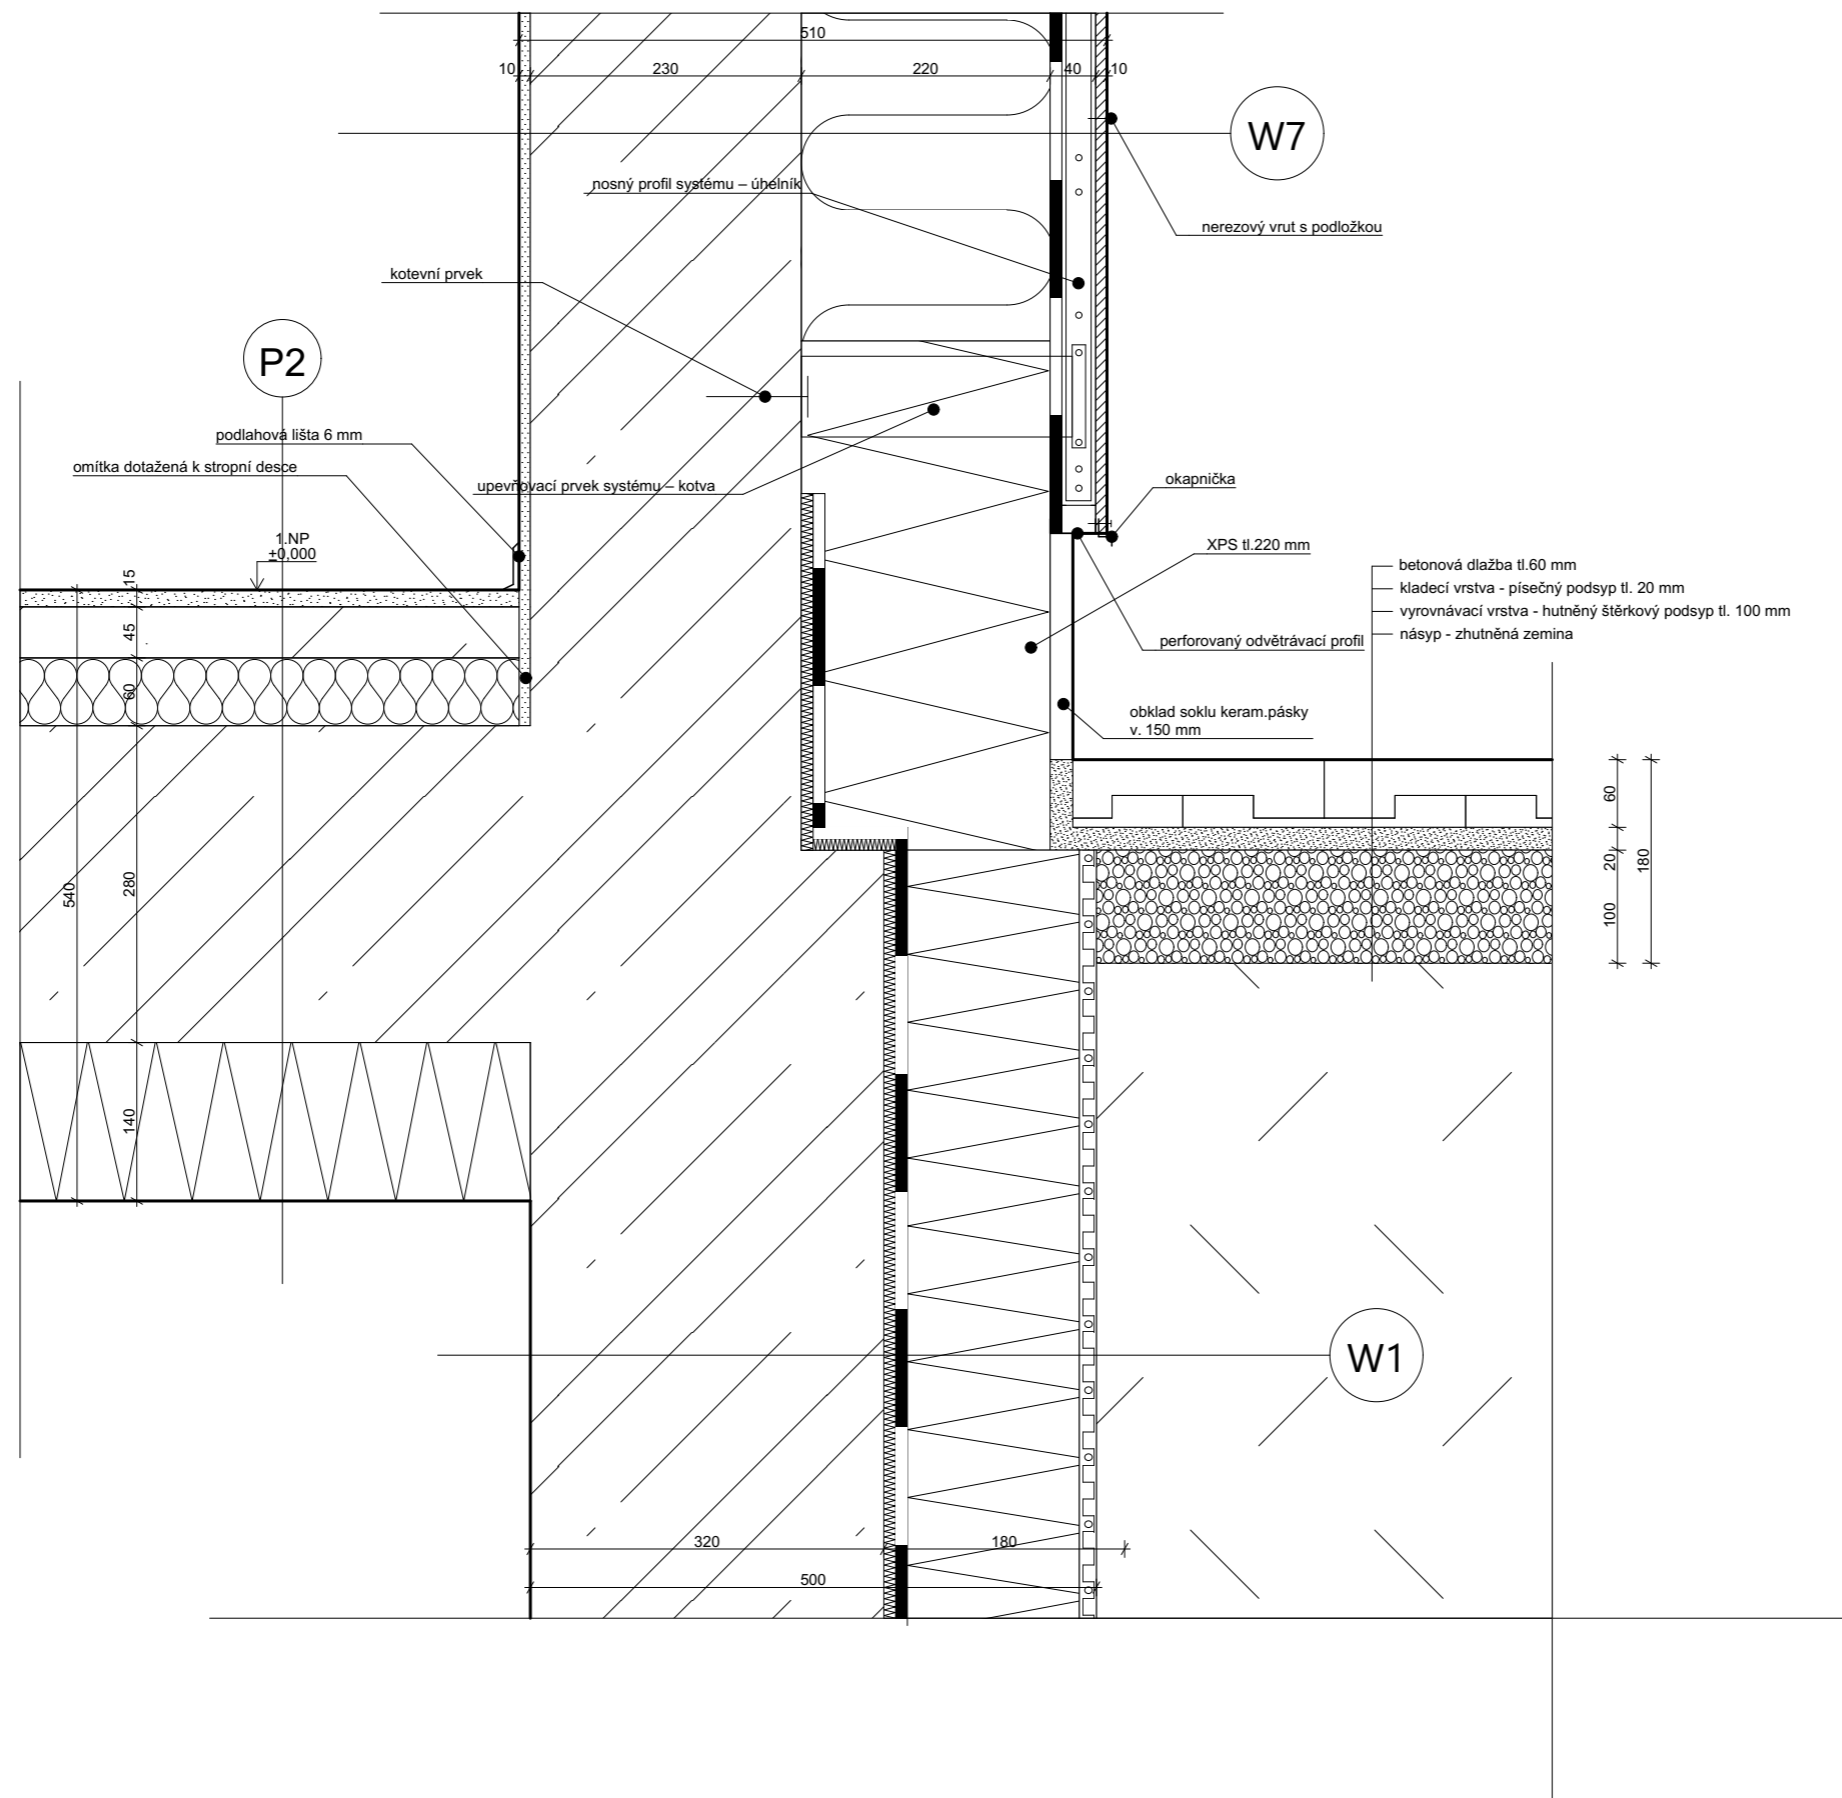 510
10
230
220
40
10
W7
nosný profil systému – úhelník
nerezový vrut s podložkou
kotevní prvek
P2
podlahová lišta 6 mm
omítka dotažená k stropní desce
upevňovací prvek systému – kotva
okapnička
1.NP
±0,000
XPS tl.220 mm
betonová dlažba tl.60 mm
kladecí vrstva - písečný podsyp tl. 20 mm
vyrovnávací vrstva - hutněný štěrkový podsyp tl. 100 mm
násyp - zhutněná zemina
perforovaný odvětrávací profil
obklad soklu keram.pásky
v. 150 mm
15
45
60
280
540
140
60
20
100
180
W1
320
180
500